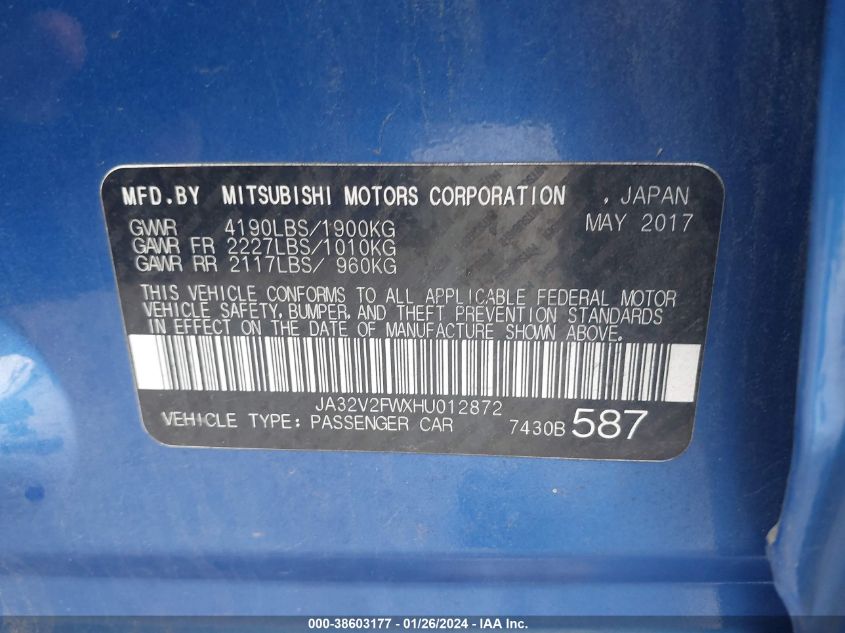 MFD.BY MITSUBISHI MOTORS CORPORATION , JAPAN
GVWR 4190LBS/1900KG MAY 2017
GAWR FR 2227LBS/1010KG
GAWR RR 2117LBS/ 960KG
THIS VEHICLE CONFORMS TO ALL APPLICABLE FEDERAL MOTOR
VEHICLE SAFETY, BUMPER, AND THEFT PREVENTION STANDARDS
IN EFFECT ON THE DATE OF MANUFACTURE SHOWN ABOVE.
JA32V2FWXHU012872
VEHICLE TYPE: PASSENGER CAR 7430B 587
000-38603177 - 01/26/2024 - IAA Inc.